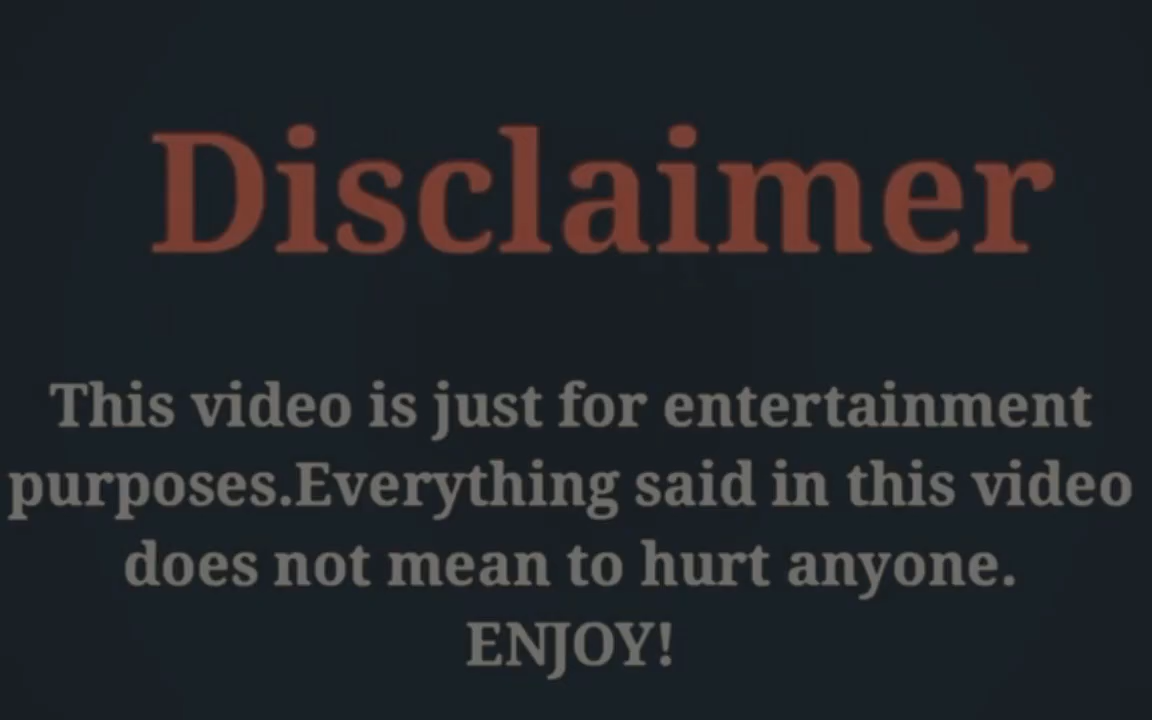 Disclaimer
This video is just for entertainment
purposes.Everything said in this video
does not mean to hurt anyone.
ENJOY!